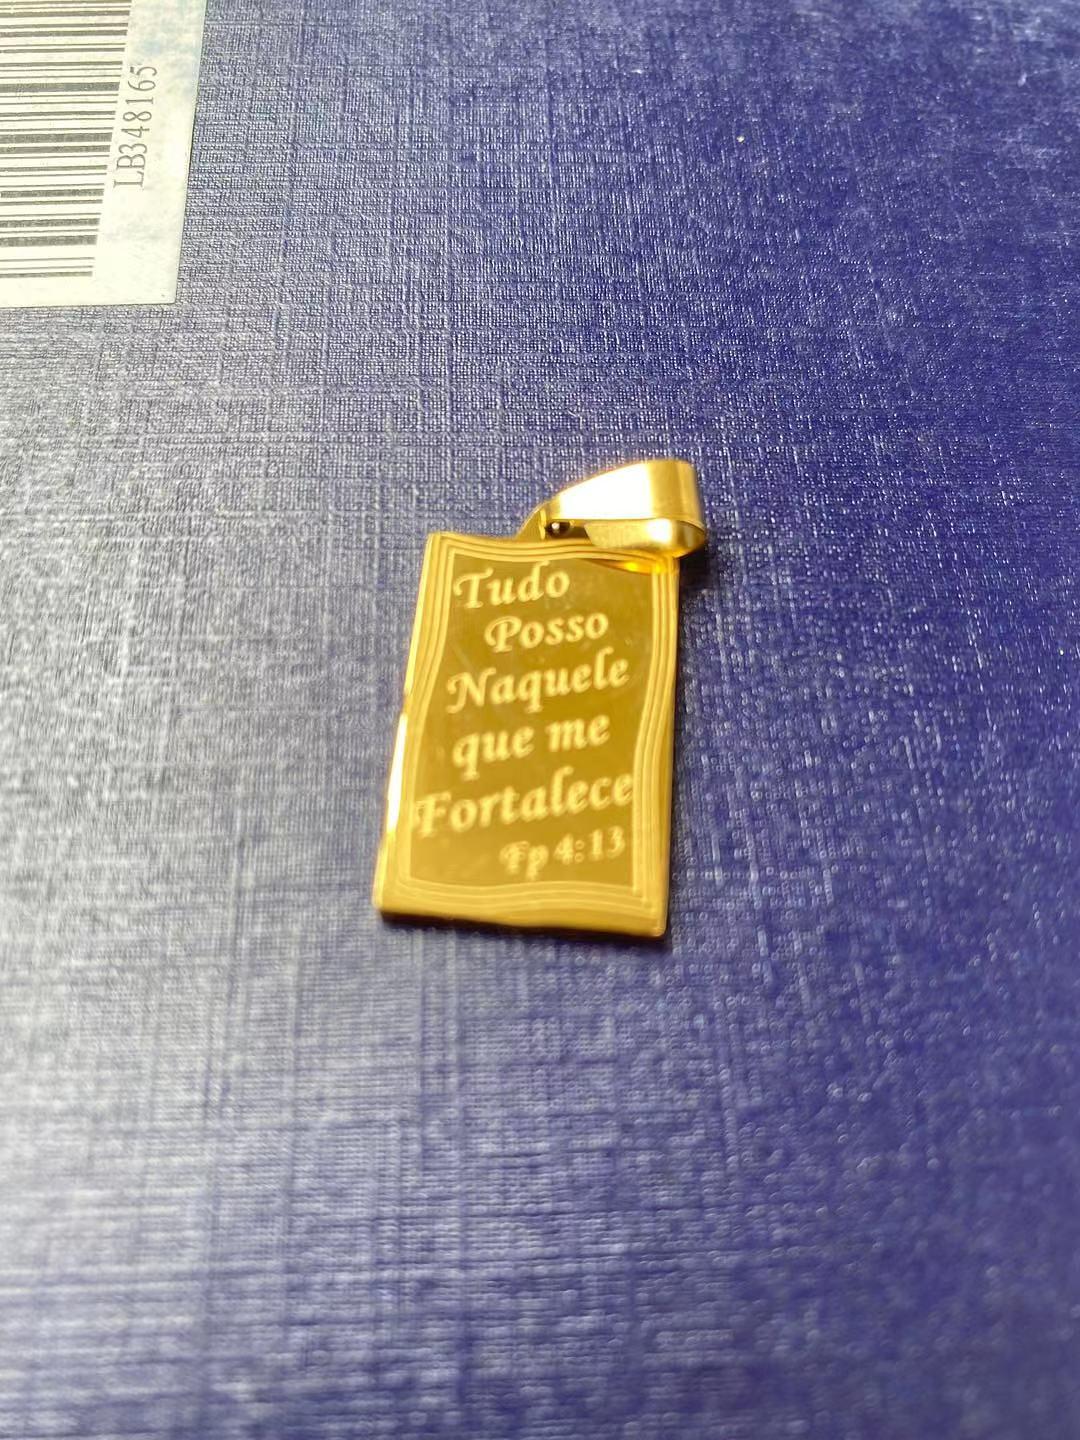 LB348165
Tudo
Posso
Naquele
que me
Fortalece
Fp 4:13